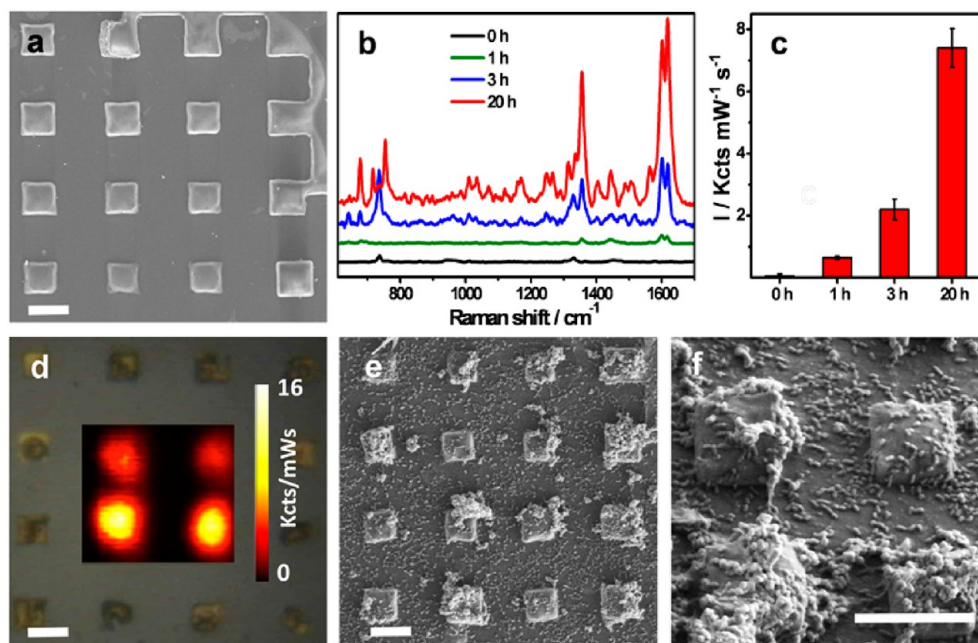 a
b
0 h
1 h
3 h
20 h
800 1000 1200 1400 1600
Raman shift / cm⁻¹
c
I / Kcts mW⁻¹ s⁻¹
8
6
4
2
0 h 1 h 3 h 20 h
d
16
Kcts/mWs
0
e
f